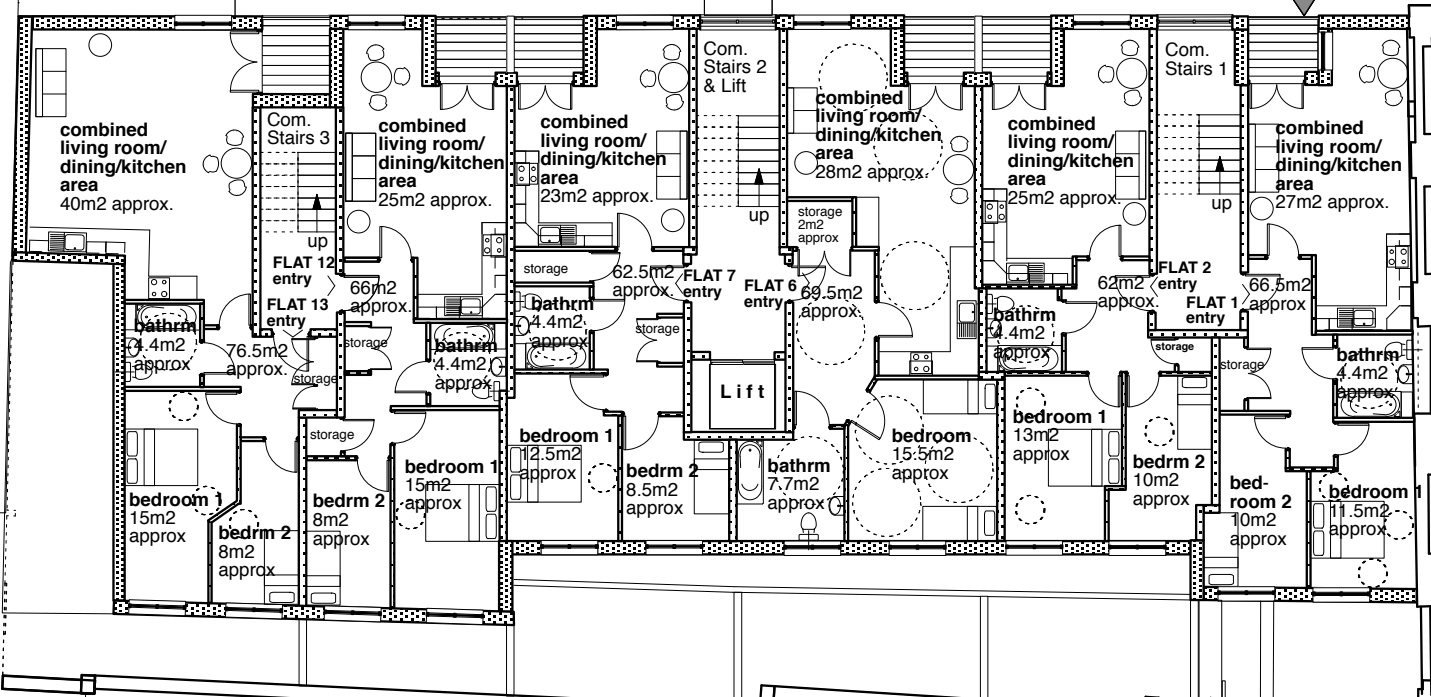 combined
living room/
dining/kitchen
area
40m2 approx.
Com.
Stairs 3
up
FLAT 12
entry
FLAT 13
entry
bathrm
4.4m2
approx
76.5m2
approx.
storage
bedroom 1
15m2
approx
bedrm 2
8m2
approx
combined
living room/
dining/kitchen
area
25m2 approx.
66m2
approx.
storage
bathrm
4.4m2
approx
storage
bedrm 2
8m2
approx
bedroom 1
15m2
approx
combined
living room/
dining/kitchen
area
23m2 approx.
storage
62.5m2
approx.
bathrm
4.4m2
approx
storage
bedroom 1
12.5m2
approx
bedrm 2
8.5m2
approx
Com.
Stairs 2
& Lift
up
FLAT 7
entry
FLAT 6
entry
Lift
combined
living room/
dining/kitchen
area
28m2 approx.
storage
2m2
approx
69.5m2
approx.
bathrm
7.7m2
approx
bedroom
15.5m2
approx
combined
living room/
dining/kitchen
area
25m2 approx.
62m2
approx.
bathrm
4.4m2
approx
storage
bedroom 1
13m2
approx
bedrm 2
10m2
approx
Com.
Stairs 1
up
FLAT 2
entry
FLAT 1
entry
combined
living room/
dining/kitchen
area
27m2 approx.
66.5m2
approx.
storage
bathrm
4.4m2
approx
bed-
room 2
10m2
approx
bedroom 1
11.5m2
approx